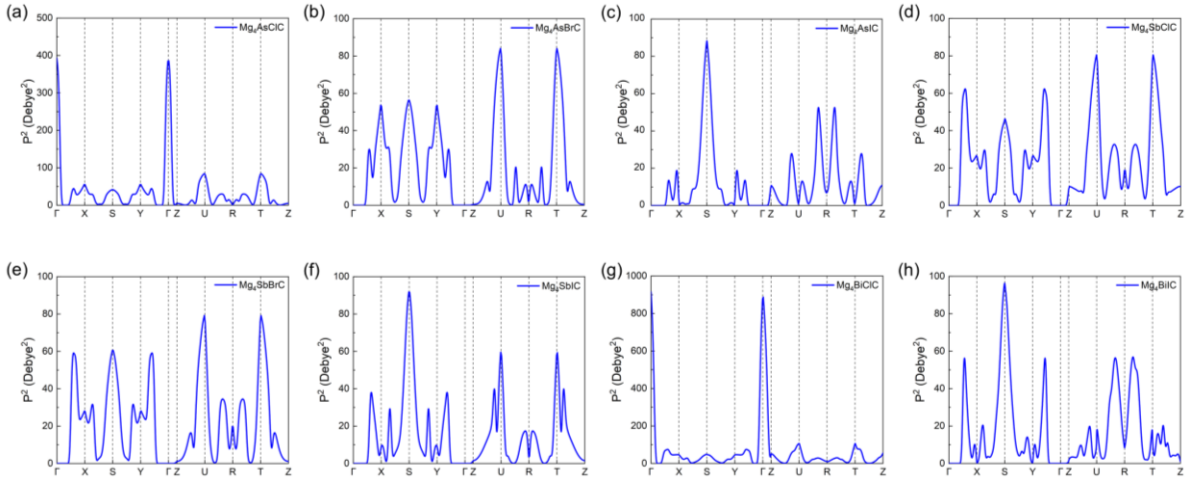 (a)
P² (Debye²)
500
400
300
200
100
0
Mg₄AsClC
Γ X S Y Γ Z U R T Z
(b)
P² (Debye²)
100
80
60
40
20
0
Mg₄AsBrC
Γ X S Y Γ Z U R T Z
(c)
P² (Debye²)
100
80
60
40
20
0
Mg₄AsIC
Γ X S Y Γ Z U R T Z
(d)
P² (Debye²)
100
80
60
40
20
0
Mg₄SbClC
Γ X S Y Γ Z U R T Z
(e)
P² (Debye²)
100
80
60
40
20
0
Mg₄SbBrC
Γ X S Y Γ Z U R T Z
(f)
P² (Debye²)
100
80
60
40
20
0
Mg₄SbIC
Γ X S Y Γ Z U R T Z
(g)
P² (Debye²)
1000
800
600
400
200
0
Mg₄BiClC
Γ X S Y Γ Z U R T Z
(h)
P² (Debye²)
100
80
60
40
20
0
Mg₄BiIC
Γ X S Y Γ Z U R T Z